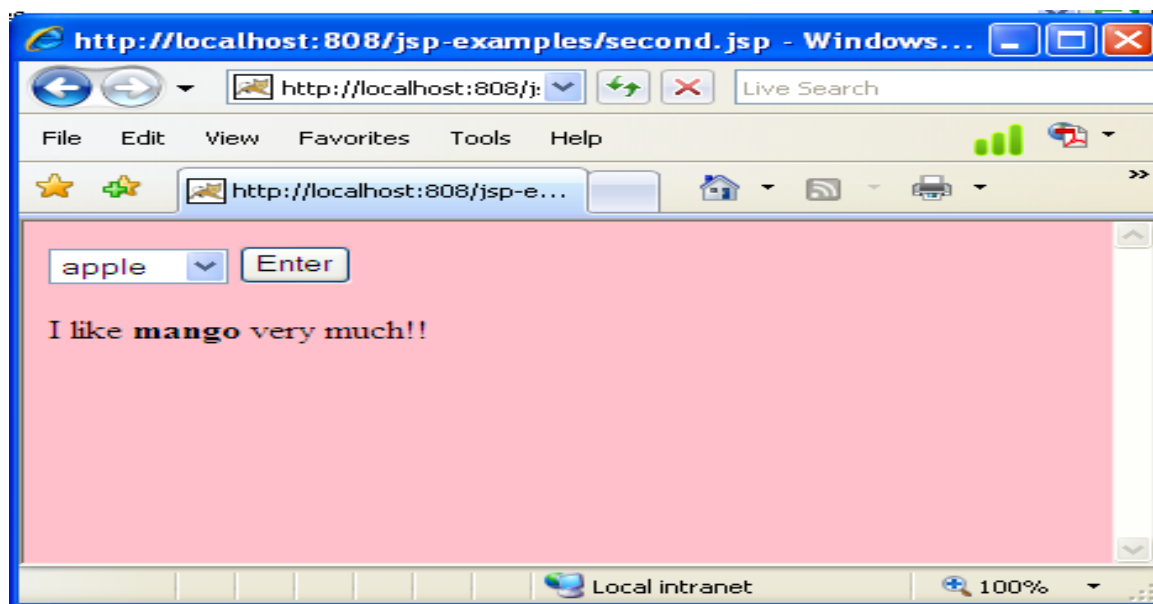 http://localhost:808/jsp-examples/second.jsp - Windows...
http://localhost:808/j: Live Search
File Edit View Favorites Tools Help
http://localhost:808/jsp-e...
apple Enter
I like mango very much!!
Local intranet 100%